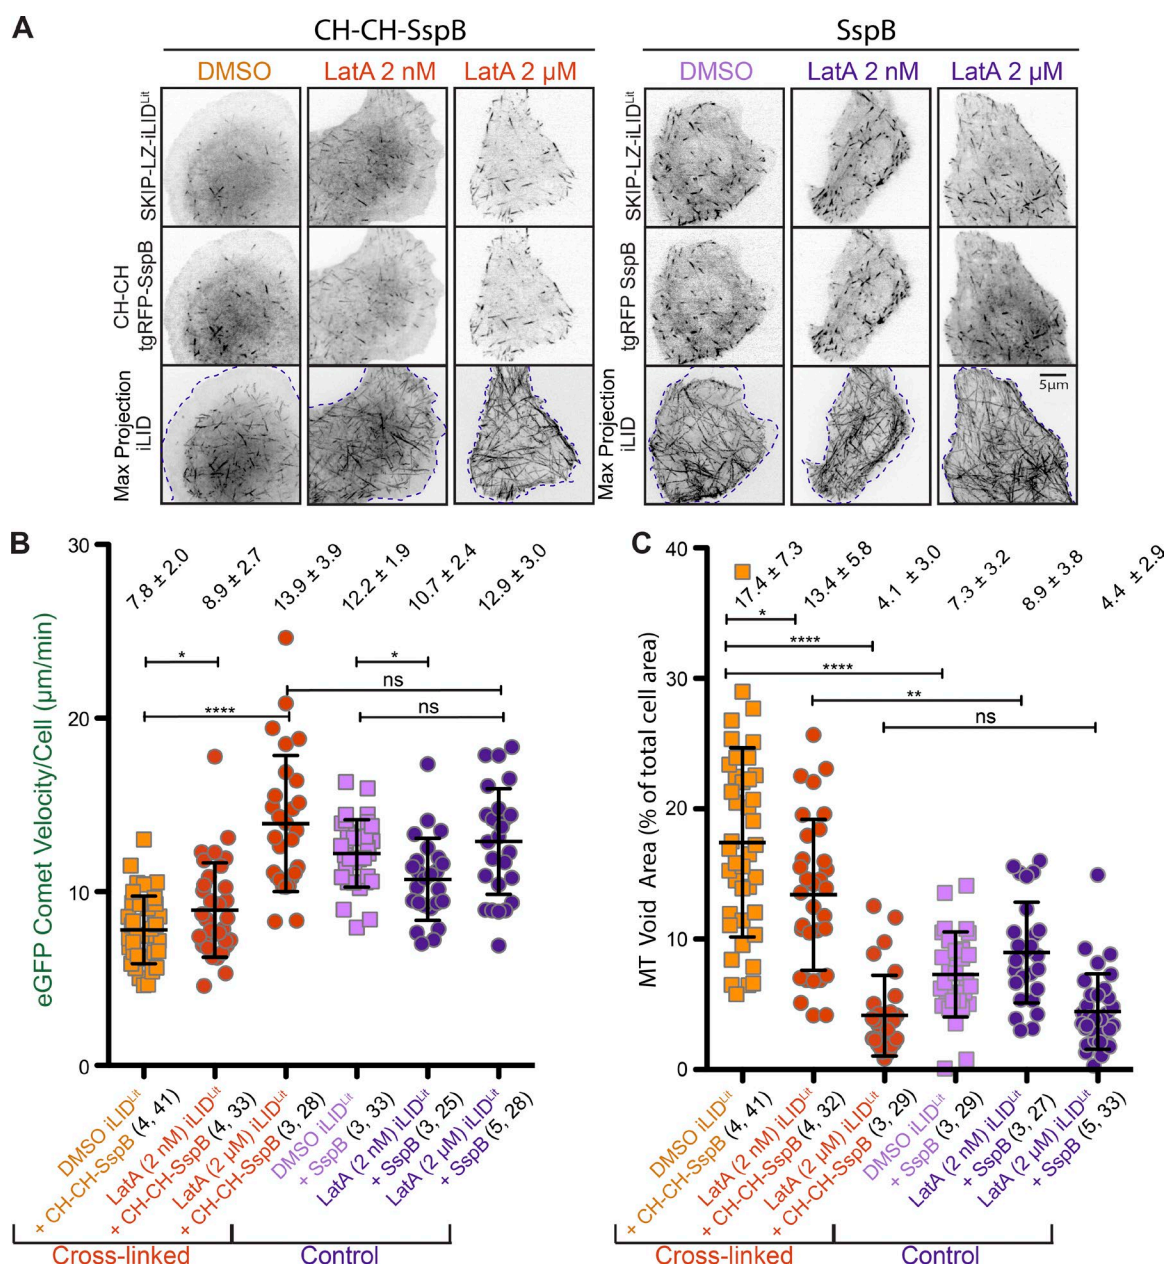 A
CH-CH-SspB
SspB
DMSO
LatA 2 nM
LatA 2 µM
DMSO
LatA 2 nM
LatA 2 µM
SKIP-LZ-iLIDLit
CH-CH
tgRFP-SspB
Max Projection
iLID
SKIP-LZ-iLIDLit
tgRFP SspB
Max Projection
iLID
5µm
B
eGFP Comet Velocity/Cell (µm/min)
30
20
10
0
7.8 ± 2.0
8.9 ± 2.7
13.9 ± 3.9
12.2 ± 1.9
10.7 ± 2.4
12.9 ± 3.0
*
*
ns
****
ns
DMSO iLIDLit
+ CH-CH-SspB (4, 41)
LatA (2 nM) iLIDLit
+ CH-CH-SspB (4, 33)
LatA (2 µM) iLIDLit
+ CH-CH-SspB (3, 28)
DMSO iLIDLit
+ SspB (3, 33)
LatA (2 nM) iLIDLit
+ SspB (3, 25)
LatA (2 µM) iLIDLit
+ SspB (5, 28)
Cross-linked
Control
C
MT Void Area (% of total cell area)
40
30
20
10
0
17.4 ± 7.3
13.4 ± 5.8
4.1 ± 3.0
7.3 ± 3.2
8.9 ± 3.8
4.4 ± 2.9
*
****
****
**
ns
DMSO iLIDLit
+ CH-CH-SspB (4, 41)
LatA (2 nM) iLIDLit
+ CH-CH-SspB (4, 32)
LatA (2 µM) iLIDLit
+ CH-CH-SspB (3, 29)
DMSO iLIDLit
+ SspB (3, 29)
LatA (2 nM) iLIDLit
+ SspB (3, 27)
LatA (2 µM) iLIDLit
+ SspB (5, 33)
Cross-linked
Control